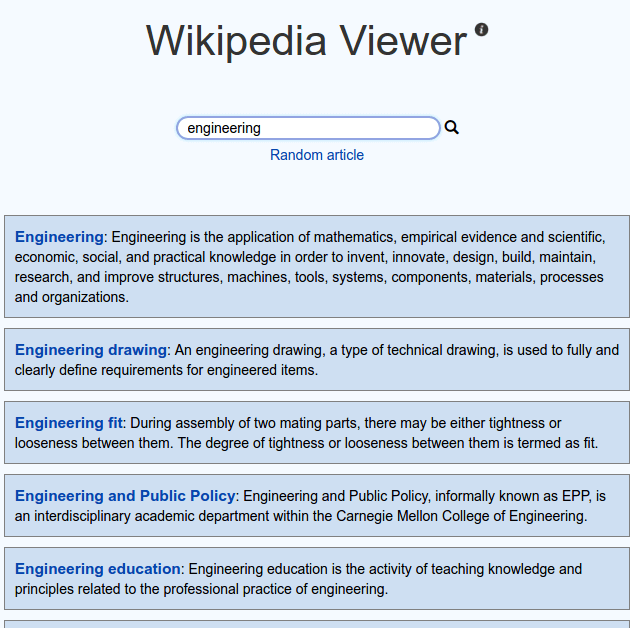 Wikipedia Viewer
engineering
Random article
Engineering: Engineering is the application of mathematics, empirical evidence and scientific,
economic, social, and practical knowledge in order to invent, innovate, design, build, maintain,
research, and improve structures, machines, tools, systems, components, materials, processes
and organizations.
Engineering drawing: An engineering drawing, a type of technical drawing, is used to fully and
clearly define requirements for engineered items.
Engineering fit: During assembly of two mating parts, there may be either tightness or
looseness between them. The degree of tightness or looseness between them is termed as fit.
Engineering and Public Policy: Engineering and Public Policy, informally known as EPP, is
an interdisciplinary academic department within the Carnegie Mellon College of Engineering.
Engineering education: Engineering education is the activity of teaching knowledge and
principles related to the professional practice of engineering.